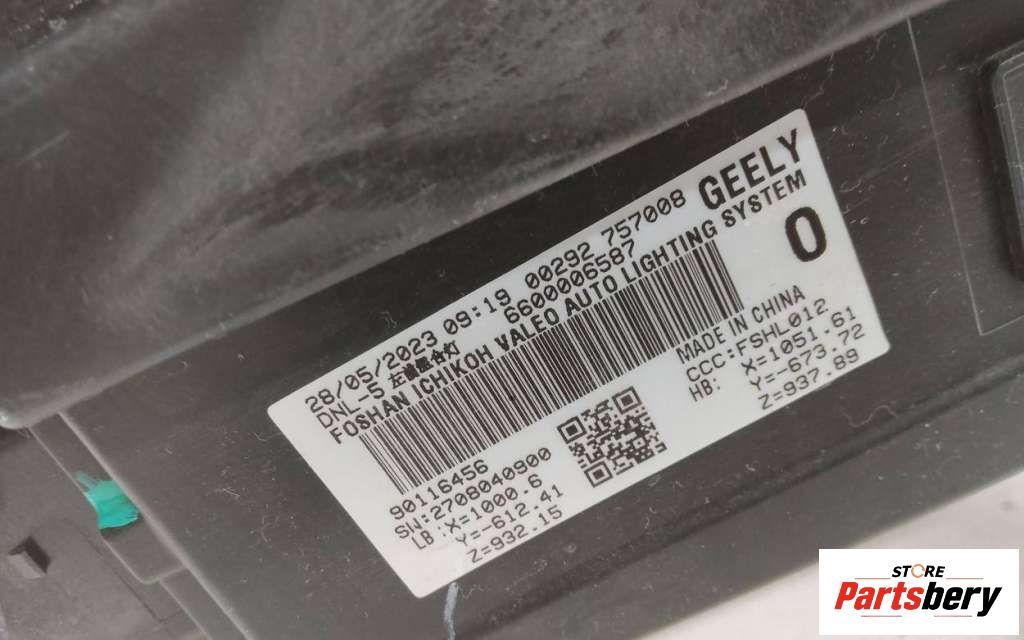 28/05/2023 09:19 00292 757008 GEELY
DNL-5 左 灯 6600006587
FOSHAN ICHIKOH VALEO AUTO LIGHTING SYSTEM
0
90116456
SW:2708040900
LB :X=1000.6
Y=-612.41
Z=932.15
MADE IN CHINA
CCC:FSHL012
HB: X=1051.61
Y=-673.72
Z=937.89
STORE
Partsbery